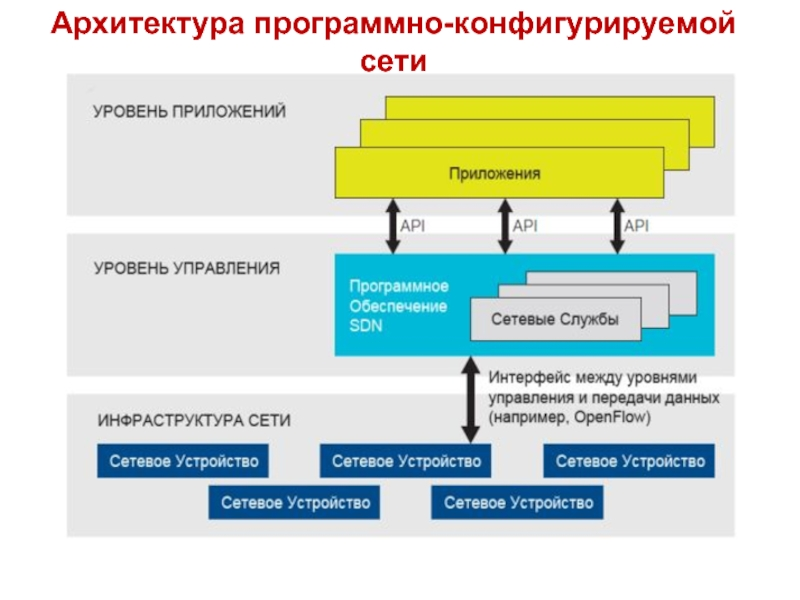 Архитектура программно-конфигурируемой
сети
УРОВЕНЬ ПРИЛОЖЕНИЙ
Приложения
API
API
API
УРОВЕНЬ УПРАВЛЕНИЯ
Программное
Обеспечение
SDN
Сетевые Службы
Интерфейс между уровнями
управления и передачи данных
(например, OpenFlow)
ИНФРАСТРУКТУРА СЕТИ
Сетевое Устройство
Сетевое Устройство
Сетевое Устройство
Сетевое Устройство
Сетевое Устройство